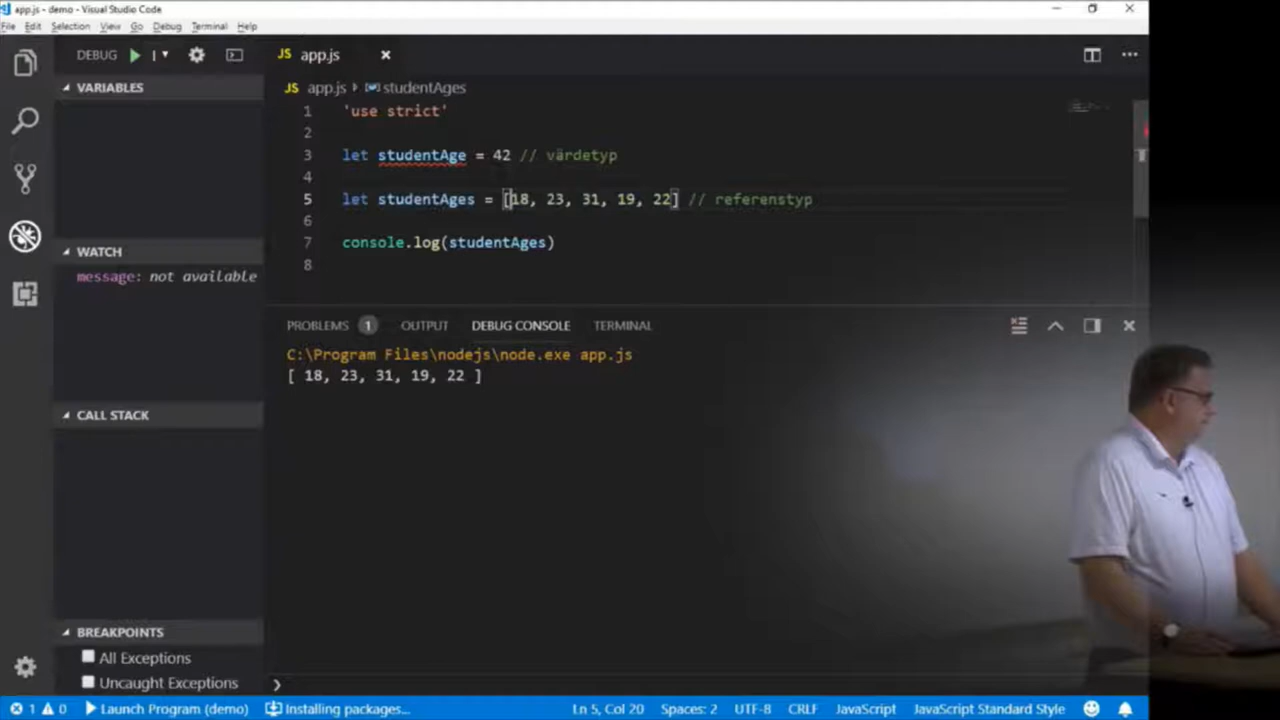 app.js - demo - Visual Studio Code
File Edit Selection View Go Debug Terminal Help
DEBUG
JS app.js
VARIABLES
JS app.js studentAges
1 'use strict'
2
3 let studentAge = 42 // värdetyp
4
5 let studentAges = [18, 23, 31, 19, 22] // referenstyp
6
7 console.log(studentAges)
8
WATCH
message: not available
PROBLEMS 1 OUTPUT DEBUG CONSOLE TERMINAL
C:\Program Files\nodejs\node.exe app.js
[ 18, 23, 31, 19, 22 ]
CALL STACK
BREAKPOINTS
All Exceptions
Uncaught Exceptions
1 0 Launch Program (demo) Installing packages... Ln 5, Col 20 Spaces: 2 UTF-8 CRLF JavaScript JavaScript Standard Style